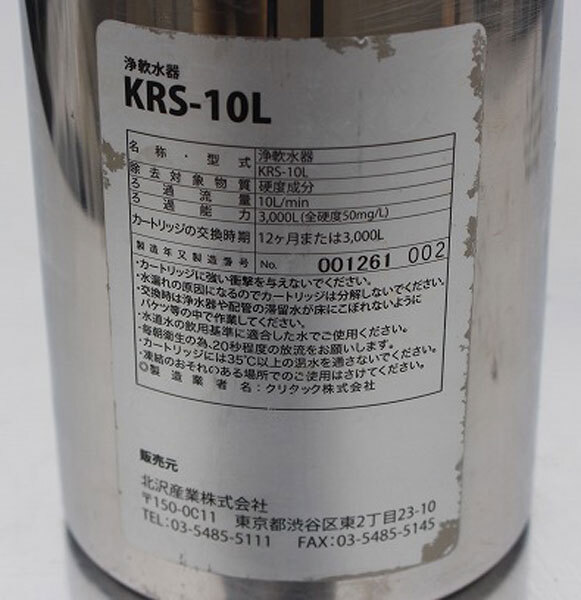 浄軟水器
KRS-10L
名称・型式 浄軟水器
KRS-10L
除去対象物質 硬度成分
ろ過流量 10L/min
ろ過能力 3,000L(全硬度50mg/L)
カートリッジの交換時期 12ヶ月または3,000L
製造年又製造番号 No. 001261 002
・カートリッジに強い衝撃を与えないでください。
・水漏れの原因になるのでカートリッジは分解しないでください。
・交換時は浄水器や配管の滞留水が床にこぼれないように
バケツ等の中で作業してください。
・水道水の飲用基準に適合した水でご使用ください。
・毎朝衛生の為、20秒程度の放流をお願いします。
・カートリッジには35℃以上の温水を通さないでください。
・凍結のおそれのある場所でのご使用はさけてください。
◎製造業者名:クリタック株式会社
販売元
北沢産業株式会社
〒150-0C11 東京都渋谷区東2丁目23-10
TEL:03-5485-5111 FAX:03-5485-5145